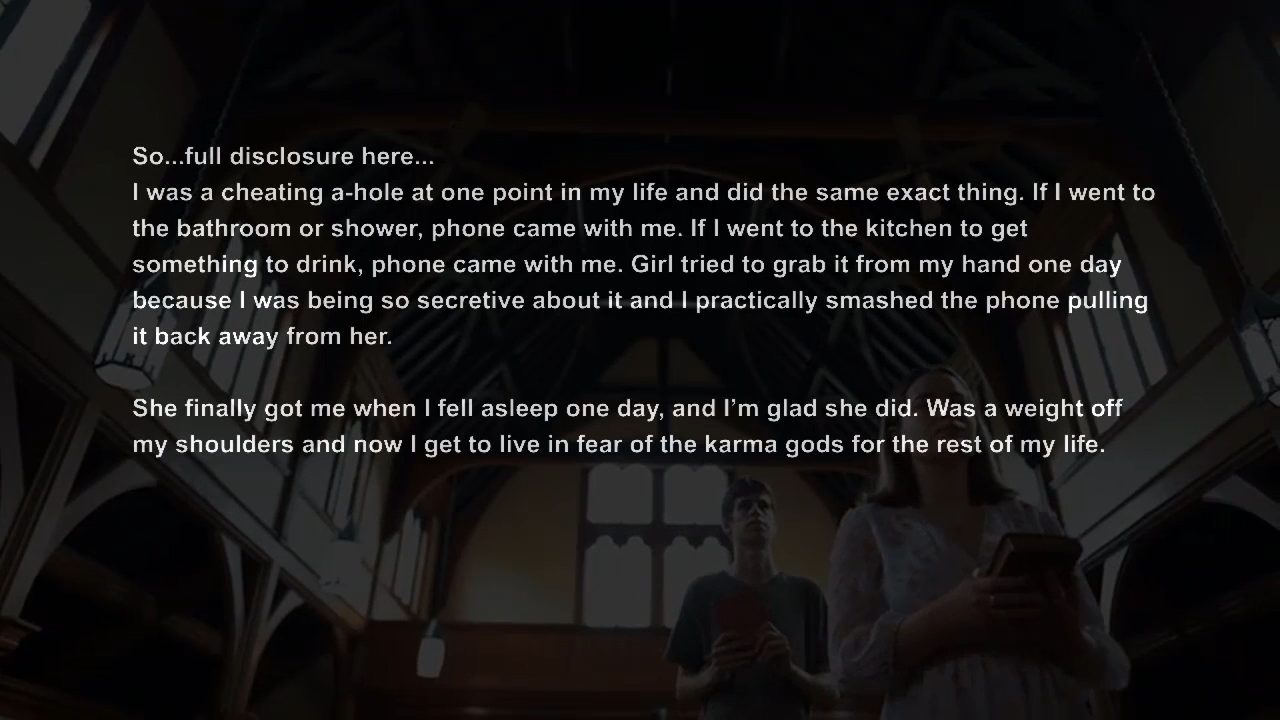 So...full disclosure here...
I was a cheating a-hole at one point in my life and did the same exact thing. If I went to
the bathroom or shower, phone came with me. If I went to the kitchen to get
something to drink, phone came with me. Girl tried to grab it from my hand one day
because I was being so secretive about it and I practically smashed the phone pulling
it back away from her.
She finally got me when I fell asleep one day, and I’m glad she did. Was a weight off
my shoulders and now I get to live in fear of the karma gods for the rest of my life.